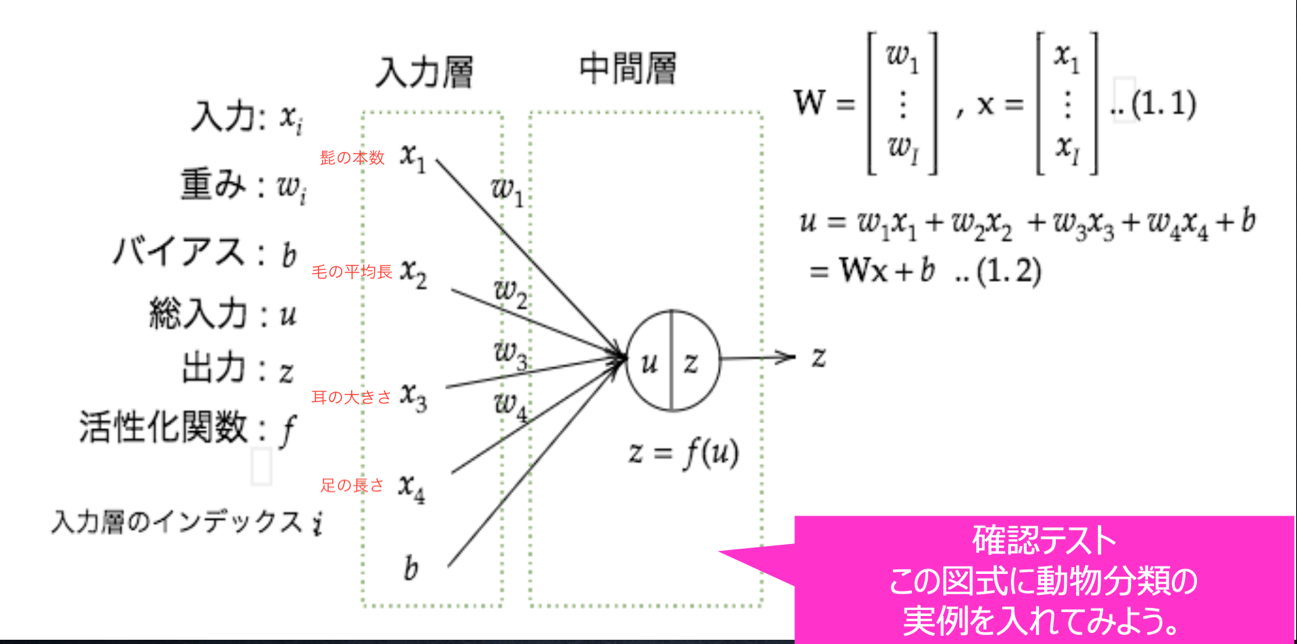 入力層
中間層
入力: xᵢ
重み : wᵢ
バイアス : b
総入力 : u
出力 : z
活性化関数 : f
入力層のインデックス i
髭の本数 x₁
毛の平均長 x₂
耳の大きさ x₃
足の長さ x₄
b
w₁
w₂
w₃
w₄
u z
z
z = f(u)
W = [w₁ ⋮ w_I] , x = [x₁ ⋮ x_I] ..(1.1)
u = w₁x₁ + w₂x₂ + w₃x₃ + w₄x₄ + b
= Wx + b ..(1.2)
確認テスト
この図式に動物分類の
実例を入れてみよう。